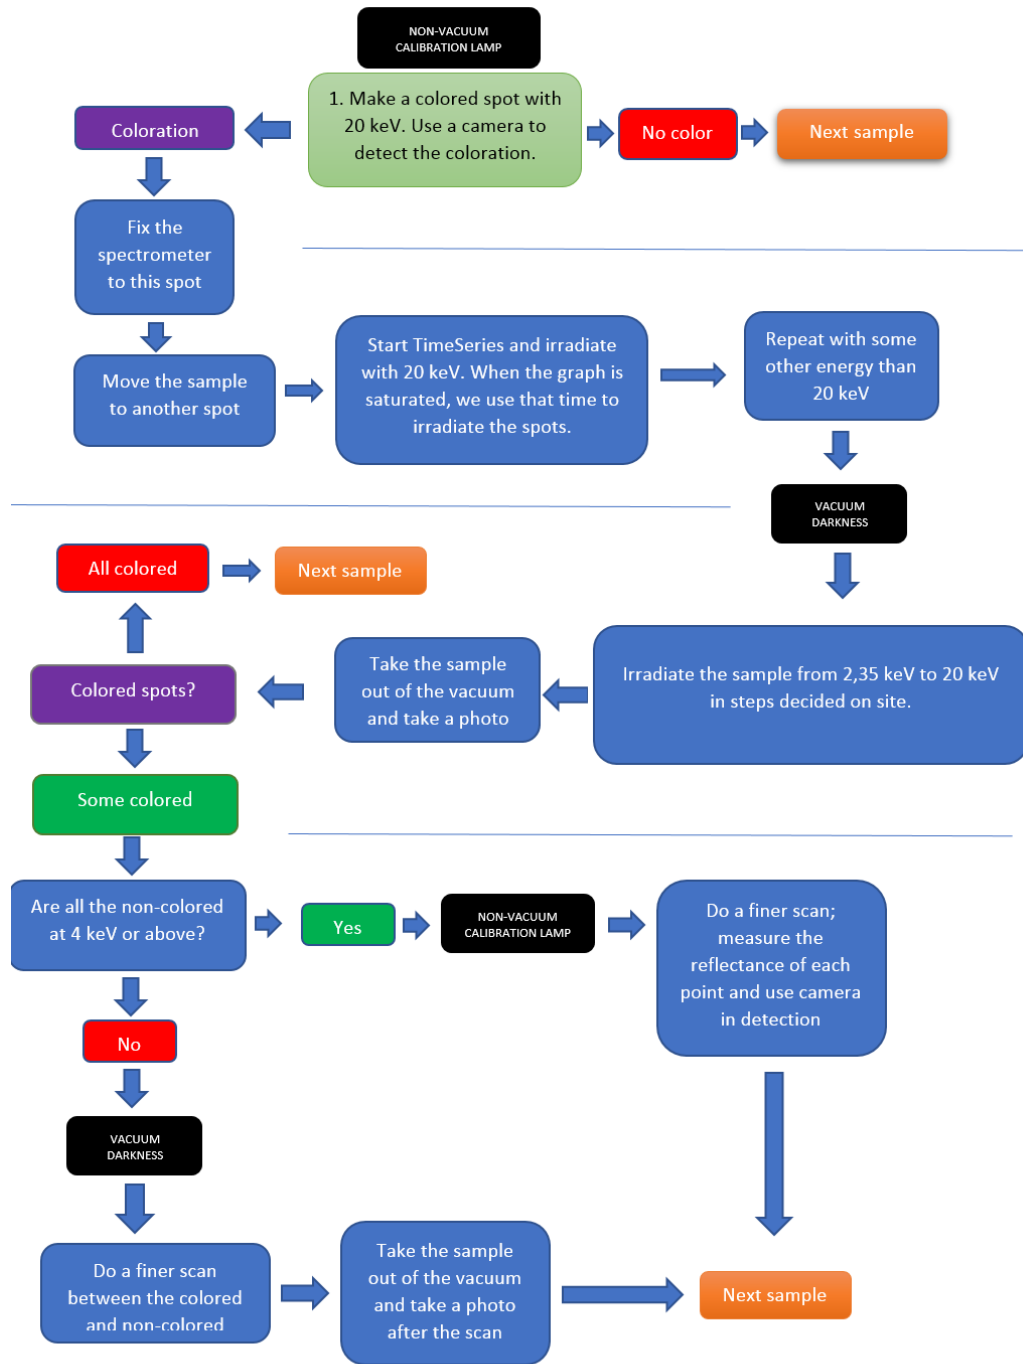 NON-VACUUM
CALIBRATION LAMP
1. Make a colored spot with
20 keV. Use a camera to
detect the coloration.
Coloration
No color
Next sample
Fix the
spectrometer
to this spot
Move the sample
to another spot
Start TimeSeries and irradiate
with 20 keV. When the graph is
saturated, we use that time to
irradiate the spots.
Repeat with some
other energy than
20 keV
VACUUM
DARKNESS
Irradiate the sample from 2,35 keV to 20 keV
in steps decided on site.
Take the sample
out of the vacuum
and take a photo
Colored spots?
All colored
Next sample
Some colored
Are all the non-colored
at 4 keV or above?
Yes
NON-VACUUM
CALIBRATION LAMP
Do a finer scan;
measure the
reflectance of each
point and use camera
in detection
No
VACUUM
DARKNESS
Do a finer scan
between the colored
and non-colored
Take the sample
out of the vacuum
and take a photo
after the scan
Next sample